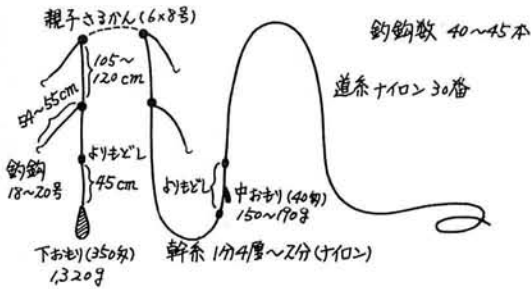 親子さるかん(6×8号)
釣鈎数 40〜45本
105〜
120cm
道糸ナイロン 30番
54〜55cm
釣鈎
18〜20号
よりもどし
45cm
よりもどし
中おもり(40匁)
150〜190g
下おもり(350匁)
1,320g
幹糸 1分4厘〜2分(ナイロン)